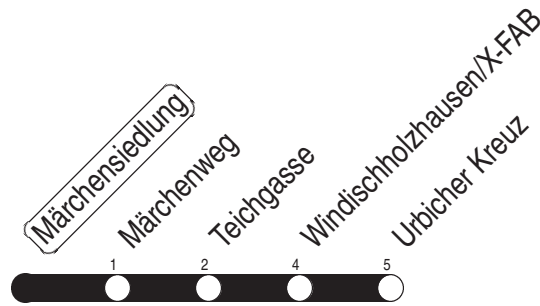 Märchensiedlung
Märchenweg
Teichgasse
Windischholzhausen/X-FAB
Urbicher Kreuz
1
2
4
5